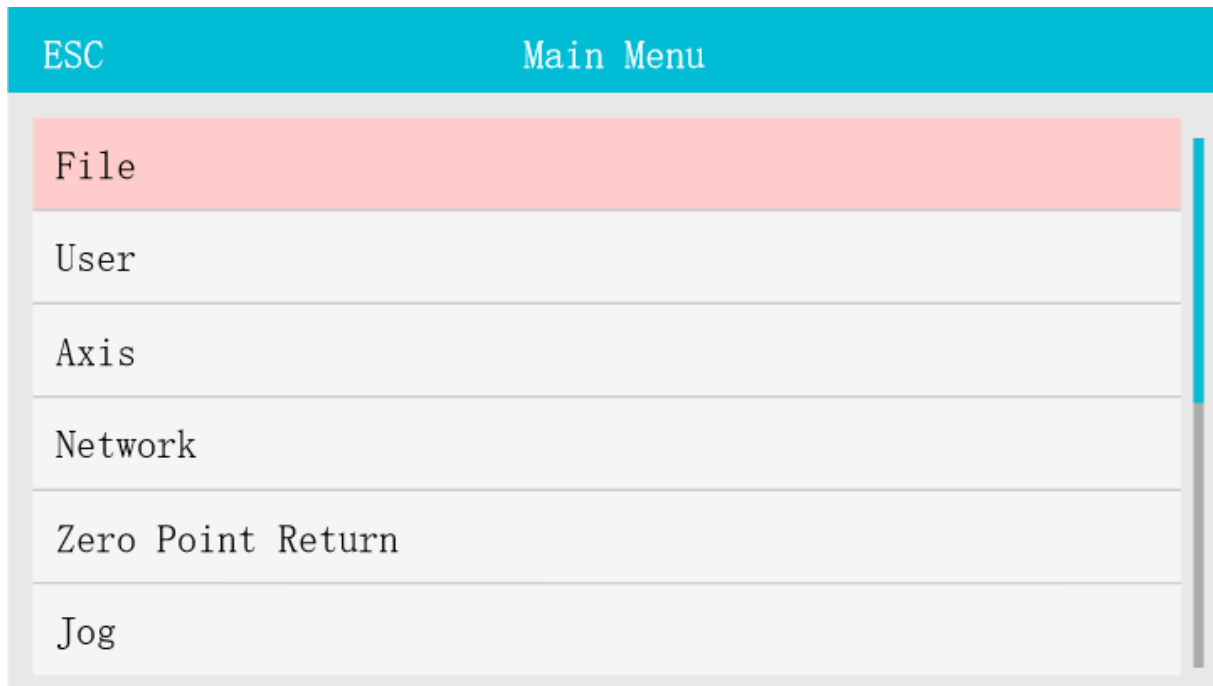 ESC Main Menu
File
User
Axis
Network
Zero Point Return
Jog